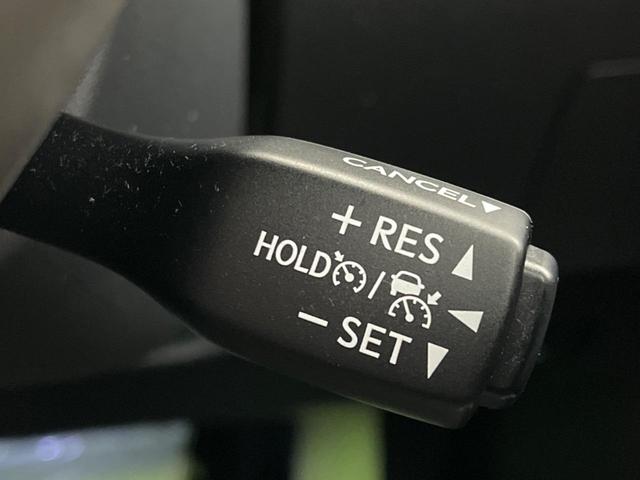 CANCEL▼
+ RES ▲
HOLD / ◀
− SET ▼